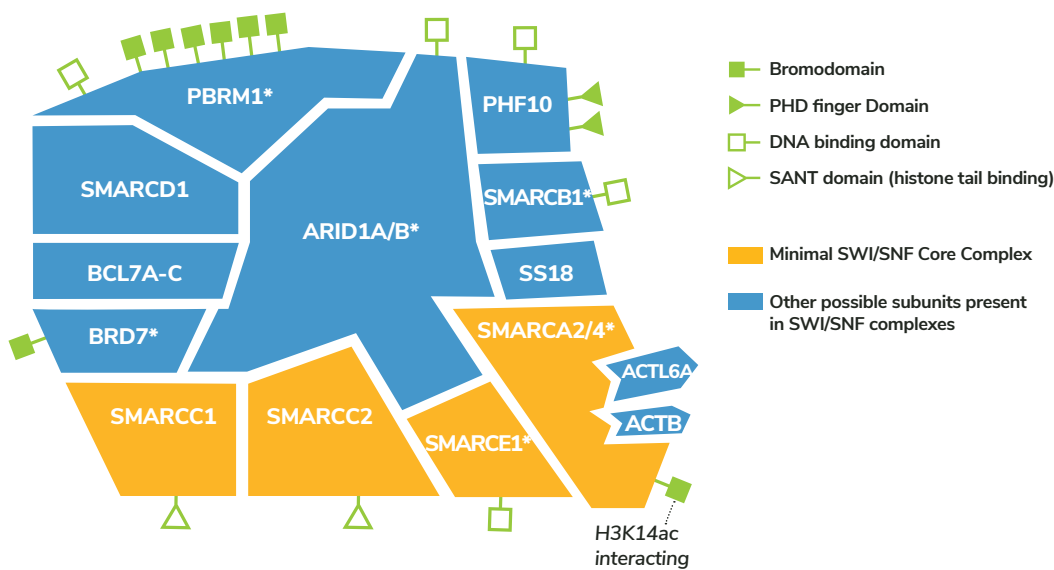 PBRM1*
PHF10
SMARCD1
SMARCB1*
ARID1A/B*
BCL7A-C
SS18
BRD7*
SMARCA2/4*
ACTL6A
SMARCC1
SMARCC2
ACTB
SMARCE1*
H3K14ac
interacting
Bromodomain
PHD finger Domain
DNA binding domain
SANT domain (histone tail binding)
Minimal SWI/SNF Core Complex
Other possible subunits present
in SWI/SNF complexes